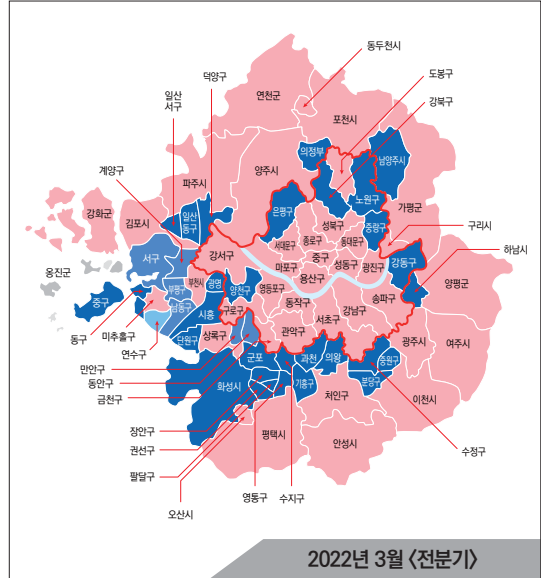 동두천시
도봉구
강북구
덕양구
일산
서구
계양구
연천군
포천시
의정부
남양주시
양주시
파주시
노원구
은평구
가평군
강화군
김포시
일산
동구
성북구
중랑구
구리시
서대문구
종로구
동대문구
하남시
서구
강서구
중구
강동구
옹진군
마포구
성동구
광진구
양평군
용산구
부평구
부천시
광명
양천구
영등포구
송파구
중구
남동구
시흥
구로구
동작구
강남구
서초구
동구
미추홀구
연수구
단원구
상록구
관악구
광주시
여주시
만안구
동안구
금천구
군포
과천
의왕
중원구
화성시
기흥구
분당구
이천시
처인구
장안구
권선구
팔달구
오산시
평택시
안성시
수정구
영통구
수지구
2022년 3월 〈전분기〉